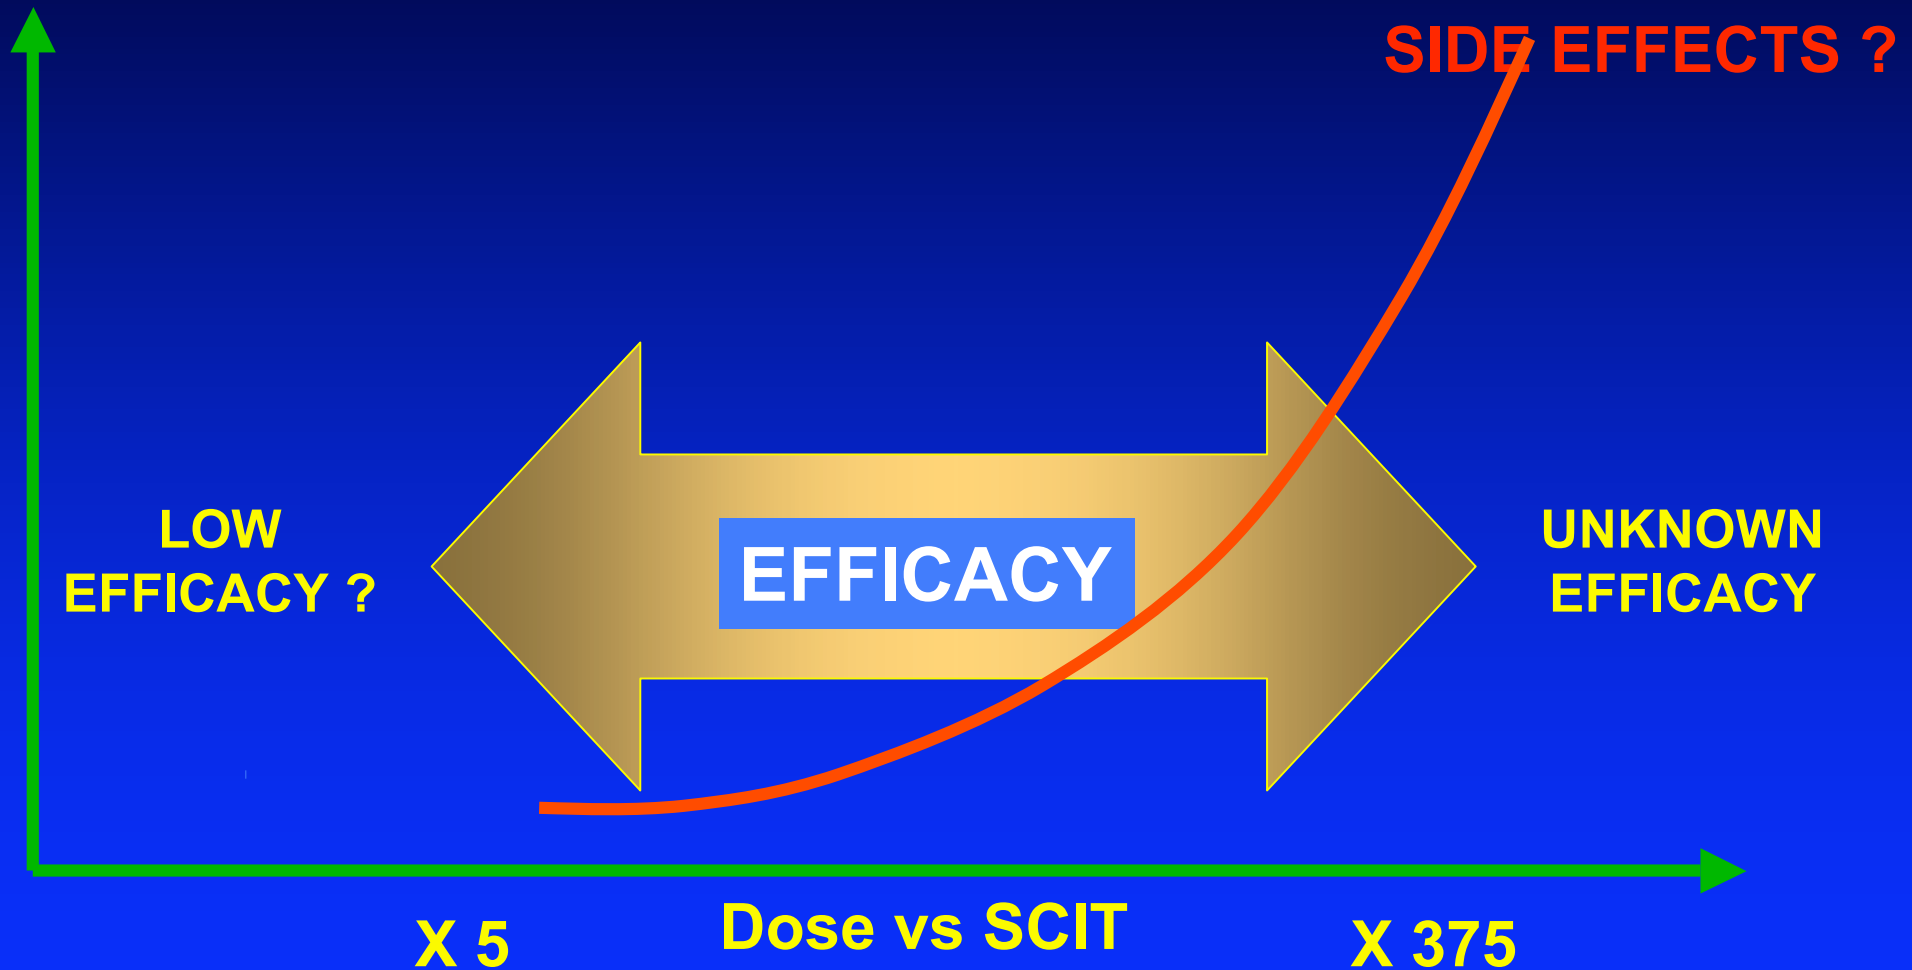 SIDE EFFECTS ?
LOW
EFFICACY ?
EFFICACY
UNKNOWN
EFFICACY
X 5
Dose vs SCIT
X 375